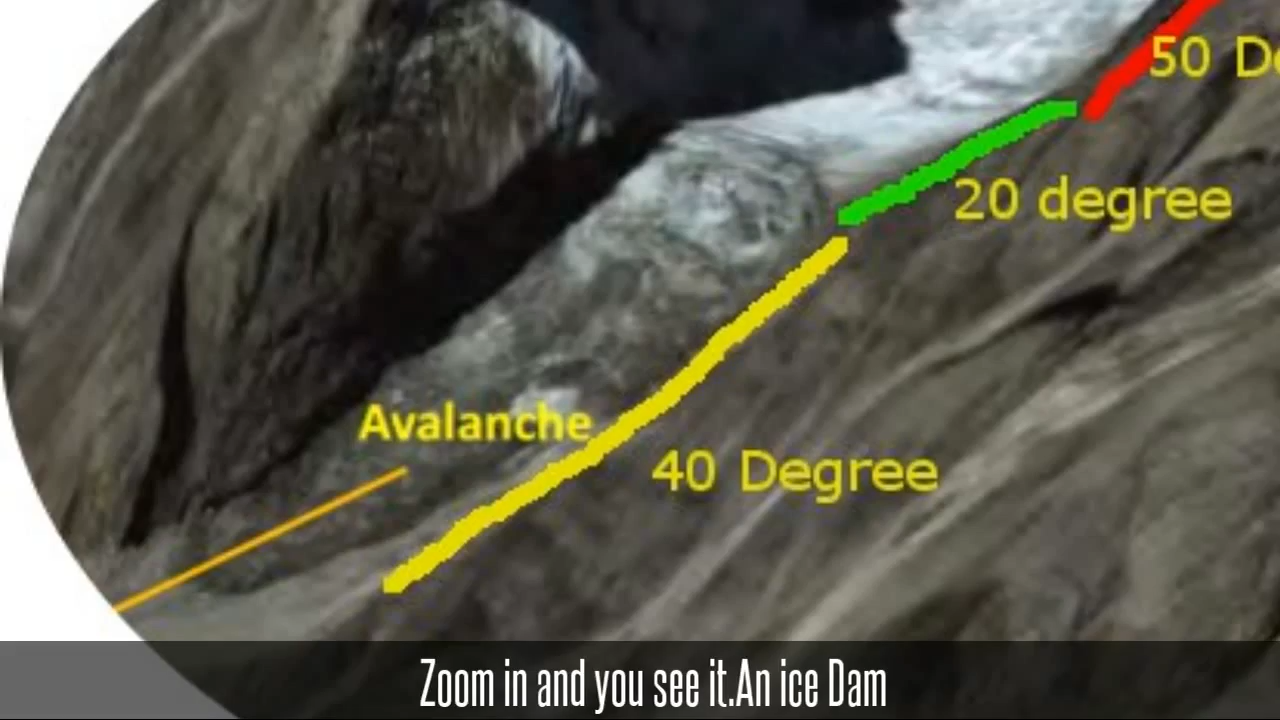 50 De
20 degree
Avalanche
40 Degree
Zoom in and you see it.An ice Dam